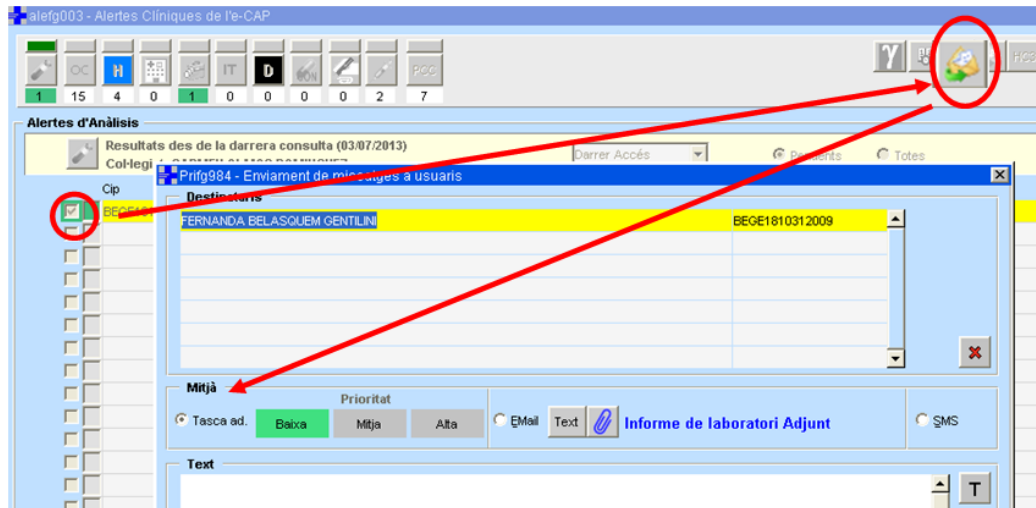 alefg003 - Alertes Clíniques de l'e-CAP
OC H IT D PCC γ HC3
1 15 4 0 1 0 0 0 0 2 7
Alertes d'Anàlisis
Resultats des de la darrera consulta (03/07/2013)
Col·legi
Darrer Accés Pendents Totes
Cip
Prifg984 - Enviament de missatges a usuaris
Destinataris
FERNANDA BELASQUEM GENTILINI BEGE1810312009
Mitjà
Prioritat
Tasca ad. Baixa Mitja Alta EMail Text Informe de laboratori Adjunt SMS
Text
T